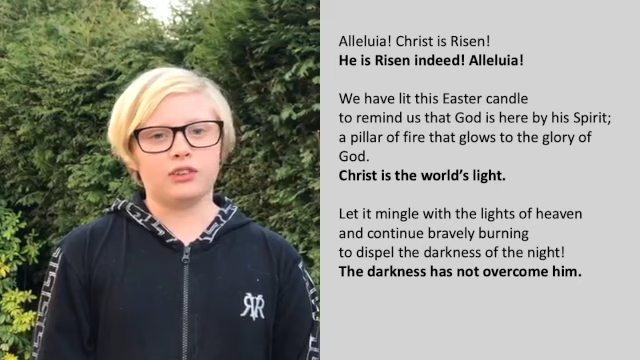 Alleluia! Christ is Risen!
He is Risen indeed! Alleluia!
We have lit this Easter candle
to remind us that God is here by his Spirit;
a pillar of fire that glows to the glory of
God.
Christ is the world’s light.
Let it mingle with the lights of heaven
and continue bravely burning
to dispel the darkness of the night!
The darkness has not overcome him.